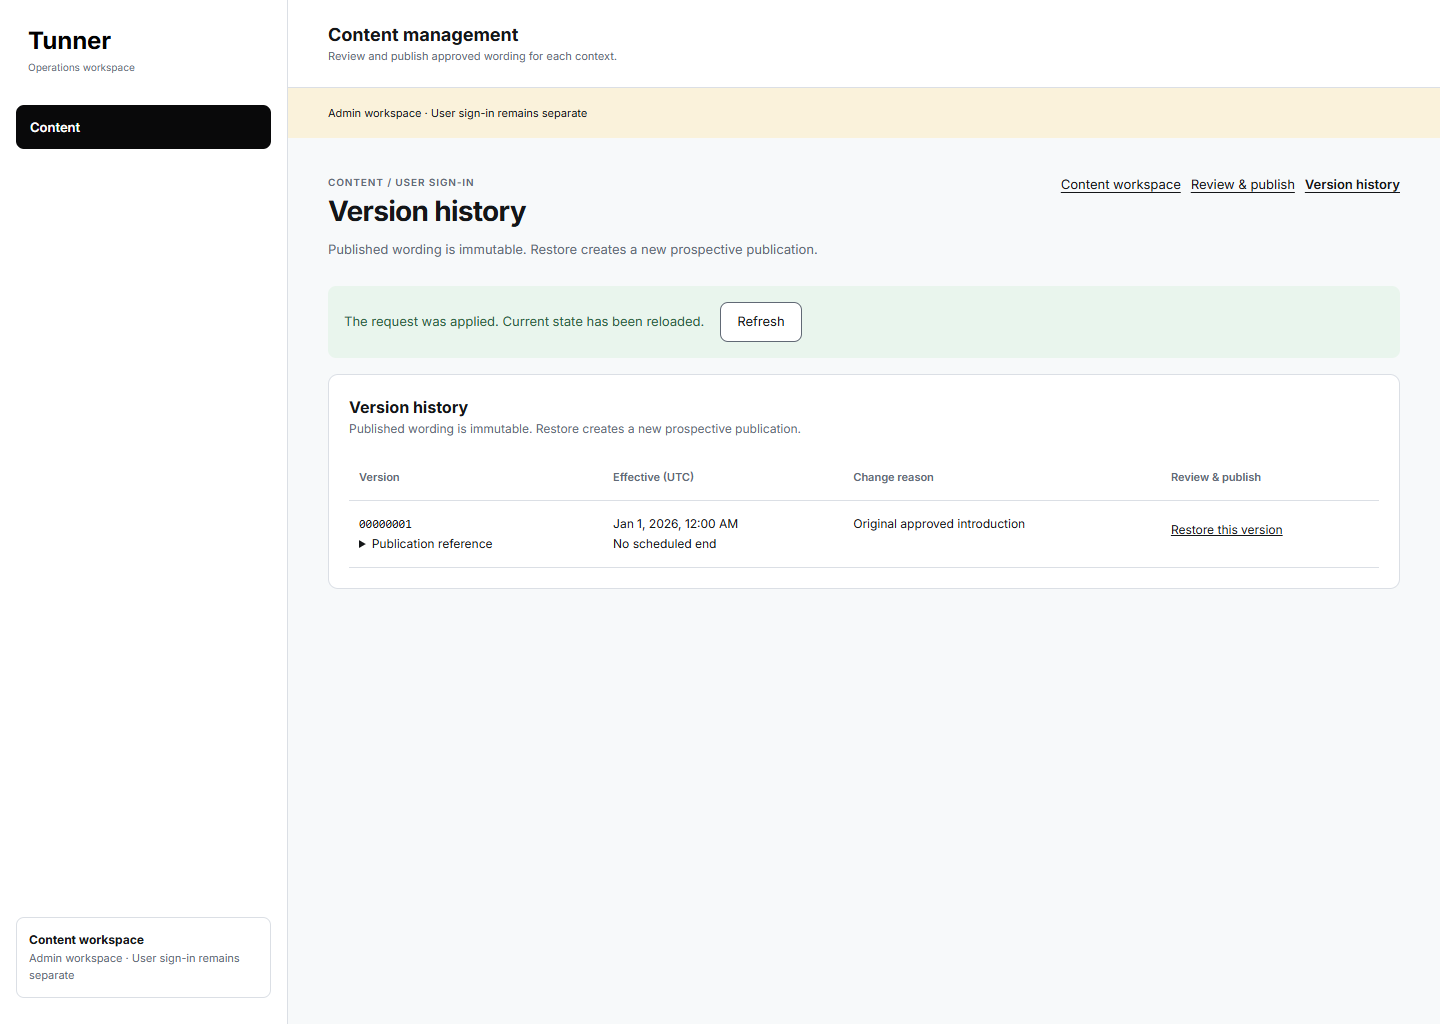 Tunner
Operations workspace
Content
Content workspace
Admin workspace · User sign-in remains
separate
Content management
Review and publish approved wording for each context.
Admin workspace · User sign-in remains separate
CONTENT / USER SIGN-IN
Content workspace Review & publish Version history
Version history
Published wording is immutable. Restore creates a new prospective publication.
The request was applied. Current state has been reloaded. Refresh
Version history
Published wording is immutable. Restore creates a new prospective publication.
Version Effective (UTC) Change reason Review & publish
00000001 Jan 1, 2026, 12:00 AM Original approved introduction Restore this version
Publication reference No scheduled end